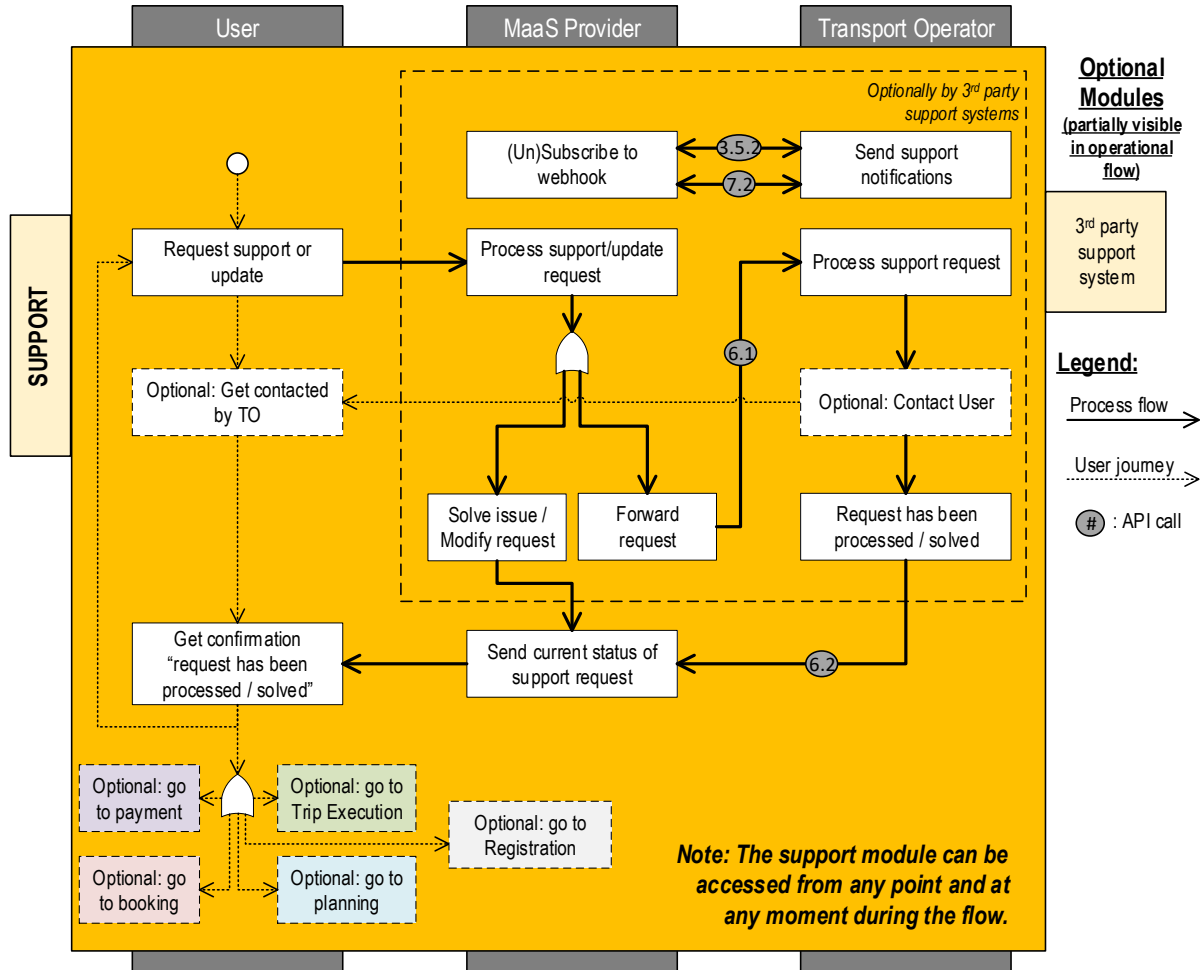 User
MaaS Provider
Transport Operator
Optional
Modules
(partially visible
in operational
flow)
Optionally by 3rd party
support systems
(Un)Subscribe to
webhook
3.5.2
7.2
Send support
notifications
SUPPORT
Request support or
update
Process support/update
request
Process support request
3rd party
support
system
6.1
Legend:
Optional: Get contacted
by TO
Optional: Contact User
Process flow
User journey
Solve issue /
Modify request
Forward
request
Request has been
processed / solved
# : API call
Get confirmation
“request has been
processed / solved”
Send current status of
support request
6.2
Optional: go
to payment
Optional: go to
Trip Execution
Optional: go to
Registration
Optional: go
to booking
Optional: go to
planning
Note: The support module can be
accessed from any point and at
any moment during the flow.